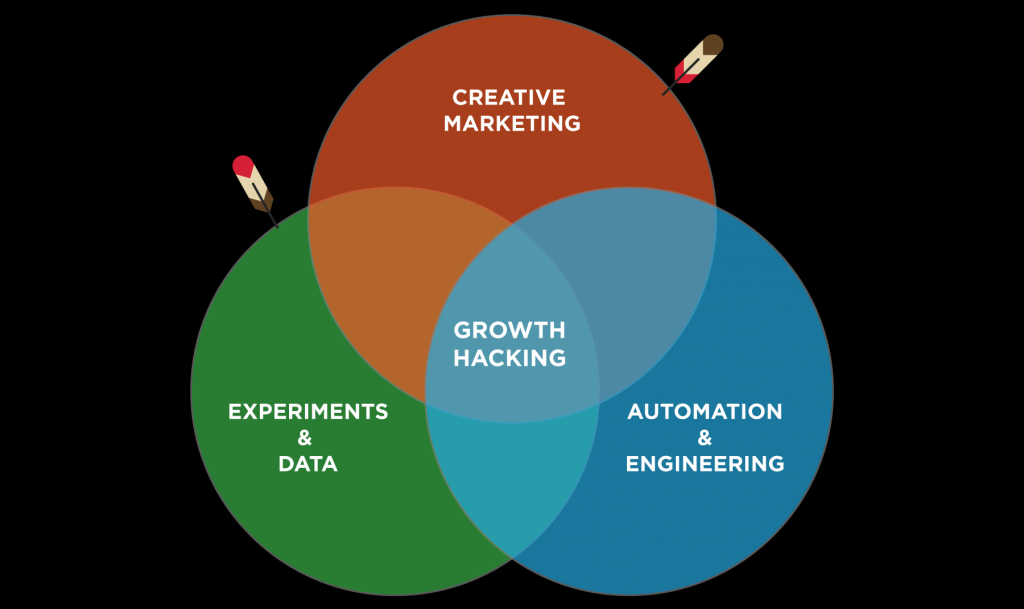 CREATIVE
MARKETING
GROWTH
HACKING
EXPERIMENTS
&
DATA
AUTOMATION
&
ENGINEERING